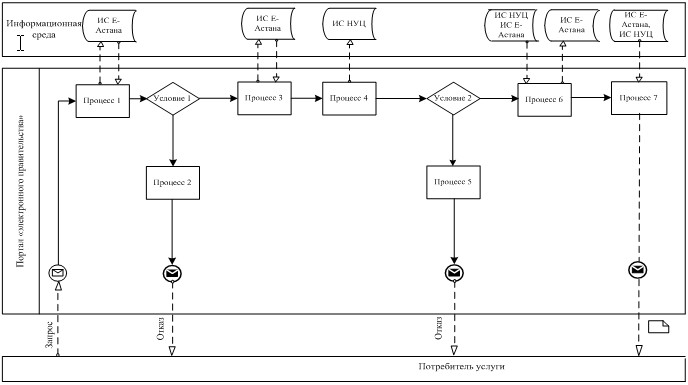 Информационная
среда
ИС Е-
Астана
ИС Е-
Астана
ИС НУЦ
ИС НУЦ
ИС Е-
Астана
ИС Е-
Астана
ИС Е-
Астана,
ИС НУЦ
Портал «электронного правительства»
Процесс 1
Условие 1
Процесс 3
Процесс 4
Условие 2
Процесс 6
Процесс 7
Процесс 2
Процесс 5
Запрос
Отказ
Отказ
Потребитель услуги